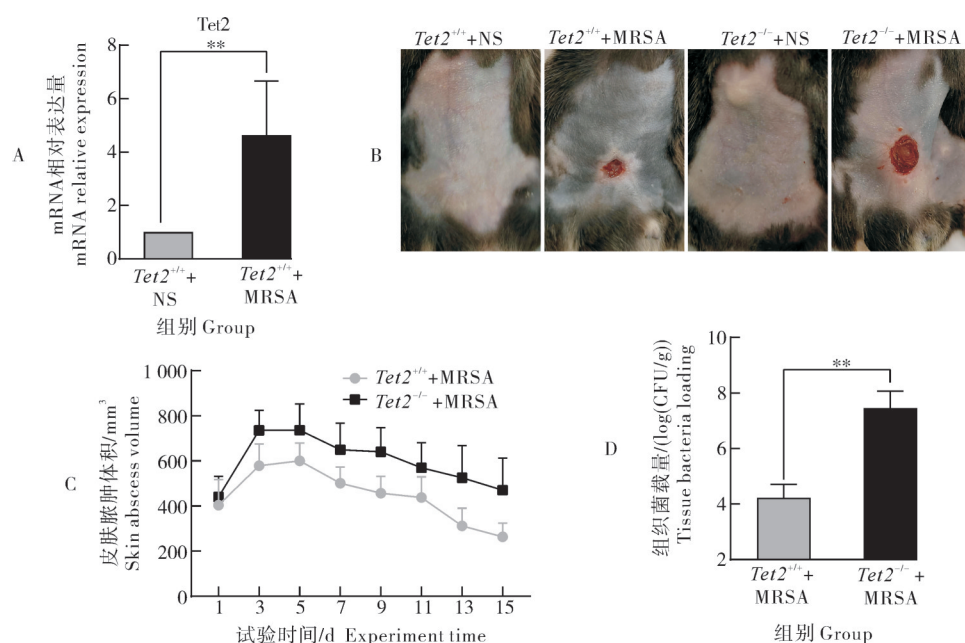 A
Tet2
**
8
6
4
2
0
mRNA相对表达量
mRNA relative expression
Tet2+/++
NS
Tet2+/++
MRSA
组别 Group
B
Tet2+/++NS
Tet2+/++MRSA
Tet2-/-+NS
Tet2-/-+MRSA
C
1 000
800
600
400
200
0
皮肤脓肿体积/mm³
Skin abscess volume
Tet2+/++MRSA
Tet2-/-+MRSA
1 3 5 7 9 11 13 15
试验时间/d Experiment time
D
10
8
6
4
2
组织菌载量/(log(CFU/g))
Tissue bacteria loading
**
Tet2+/++
MRSA
Tet2-/-+
MRSA
组别 Group